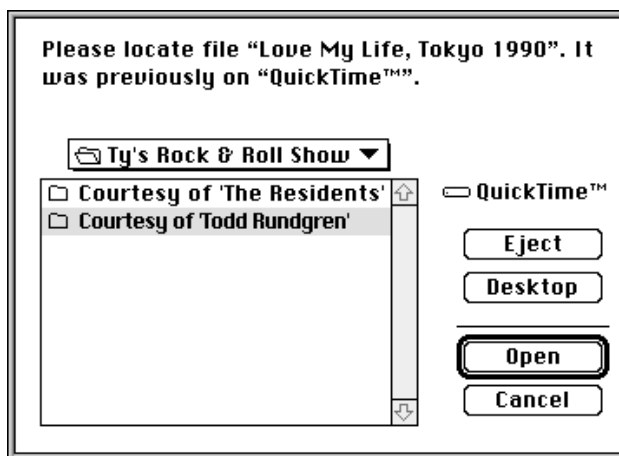 Please locate file “Love My Life, Tokyo 1990”. It
was previously on “QuickTime™”.
Ty's Rock & Roll Show
Courtesy of 'The Residents'
Courtesy of 'Todd Rundgren'
QuickTime™
Eject
Desktop
Open
Cancel